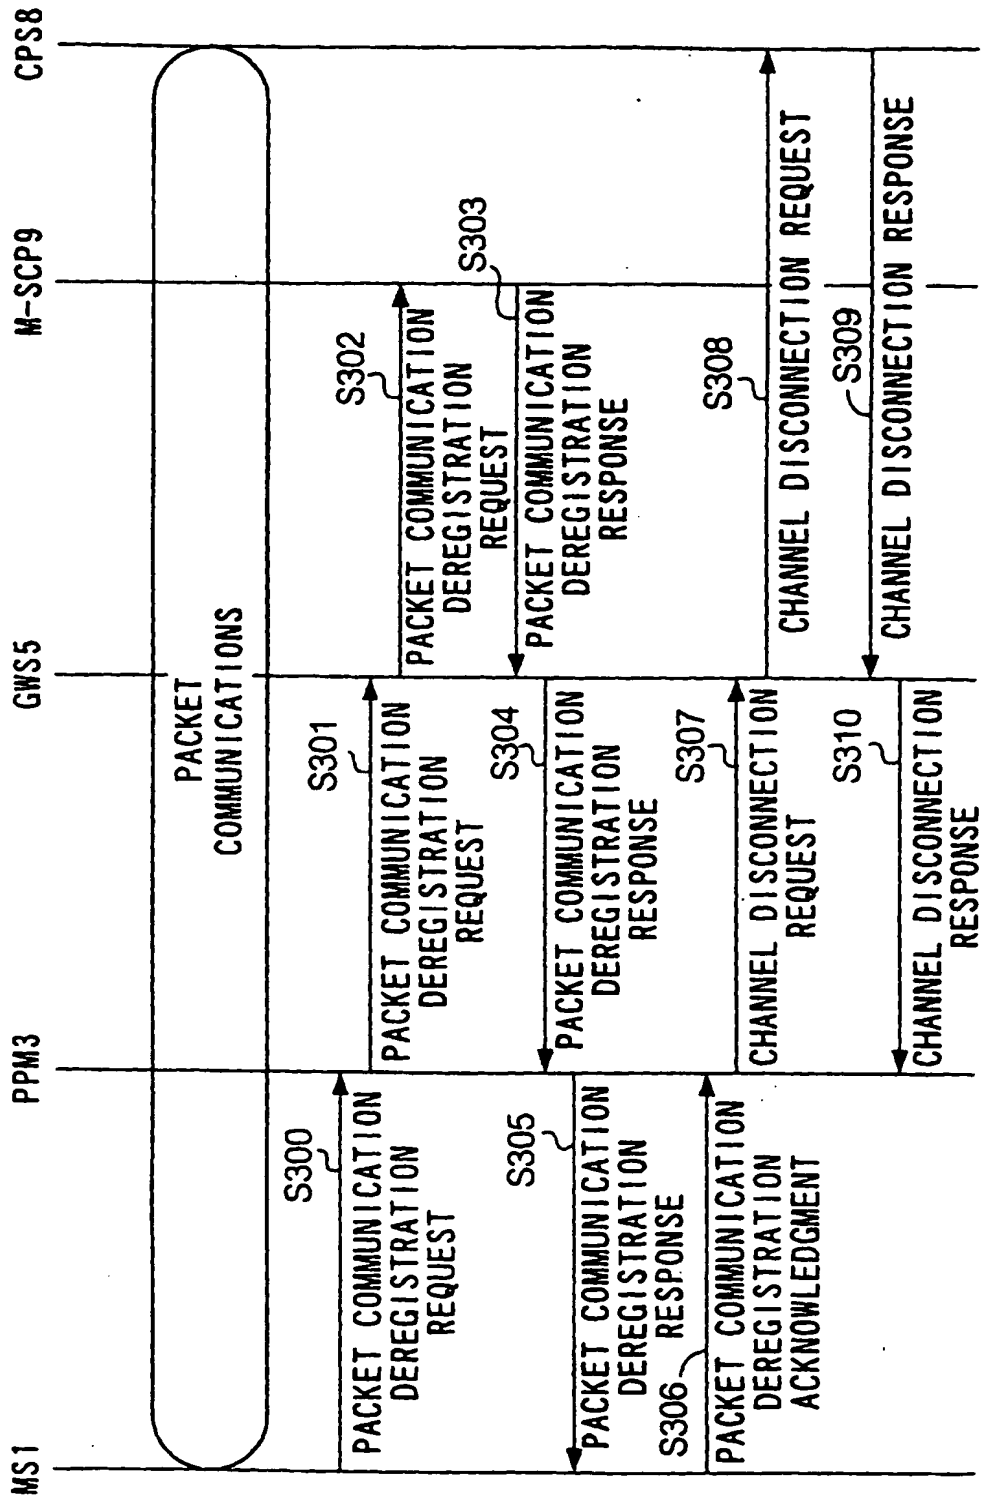 MS1
PPM3
GWS5
M-SCP9
CPS8
PACKET
COMMUNICATIONS
S300
PACKET COMMUNICATION
DEREGISTRATION
REQUEST
S301
PACKET COMMUNICATION
DEREGISTRATION
REQUEST
S302
PACKET COMMUNICATION
DEREGISTRATION
REQUEST
S303
PACKET COMMUNICATION
DEREGISTRATION
RESPONSE
S304
PACKET COMMUNICATION
DEREGISTRATION
RESPONSE
S305
PACKET COMMUNICATION
DEREGISTRATION
RESPONSE
S306
PACKET COMMUNICATION
DEREGISTRATION
ACKNOWLEDGMENT
S307
CHANNEL DISCONNECTION
REQUEST
S308
CHANNEL DISCONNECTION REQUEST
S309
CHANNEL DISCONNECTION RESPONSE
S310
CHANNEL DISCONNECTION
RESPONSE